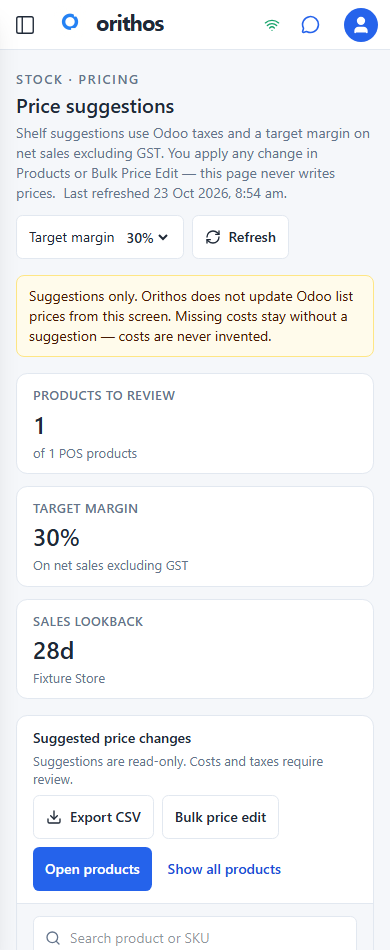 orithos
STOCK · PRICING
Price suggestions
Shelf suggestions use Odoo taxes and a target margin on
net sales excluding GST. You apply any change in
Products or Bulk Price Edit — this page never writes
prices. Last refreshed 23 Oct 2026, 8:54 am.
Target margin 30%
Refresh
Suggestions only. Orithos does not update Odoo list
prices from this screen. Missing costs stay without a
suggestion — costs are never invented.
PRODUCTS TO REVIEW
1
of 1 POS products
TARGET MARGIN
30%
On net sales excluding GST
SALES LOOKBACK
28d
Fixture Store
Suggested price changes
Suggestions are read-only. Costs and taxes require
review.
Export CSV
Bulk price edit
Open products
Show all products
Search product or SKU